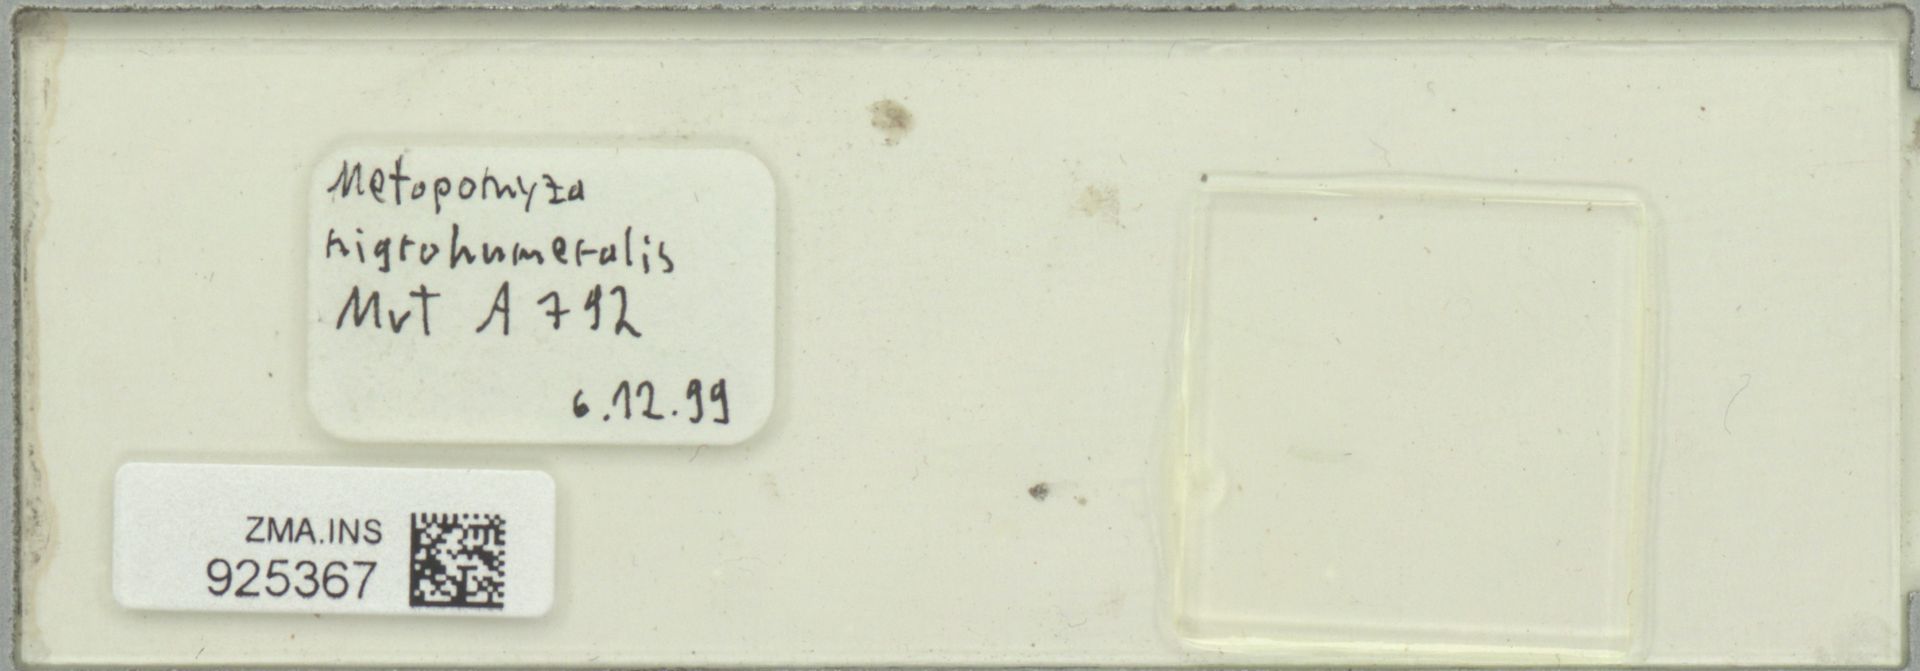 Metopomyza
nigrohumeralis
MvT A 792
6.12.99
ZMA.INS
925367